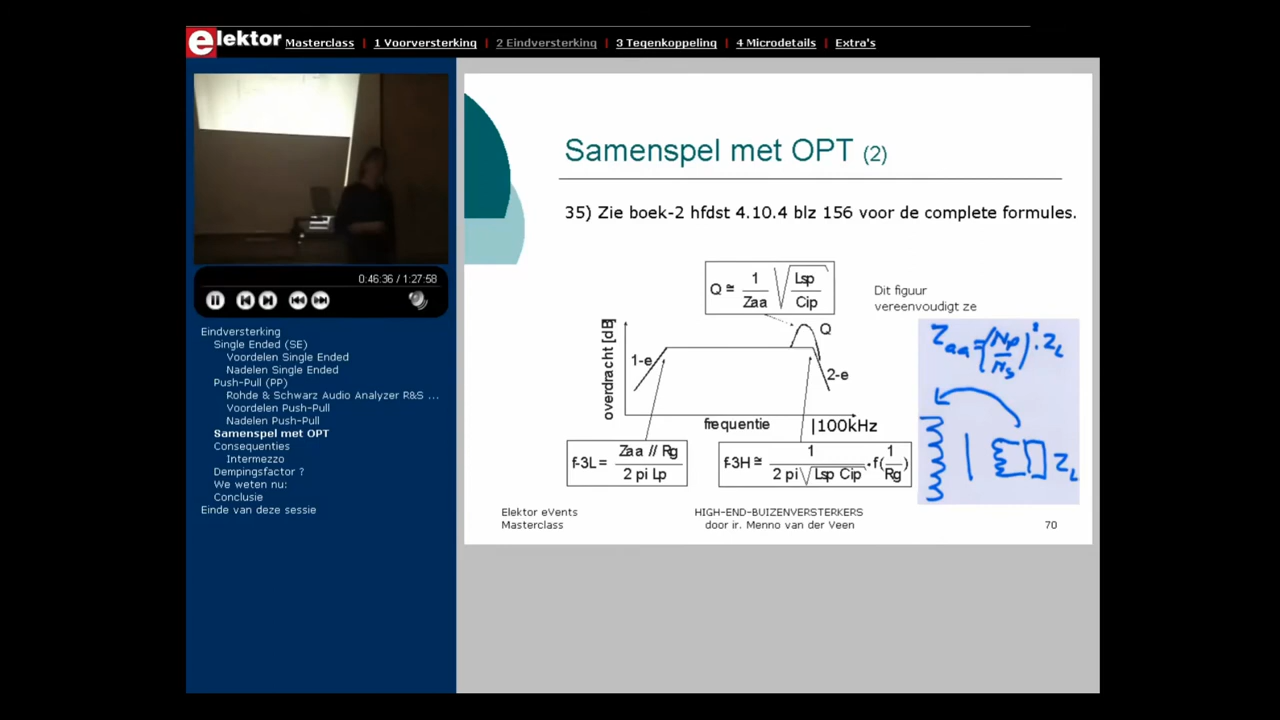 elektor Masterclass | 1 Voorversterking | 2 Eindversterking | 3 Tegenkoppeling | 4 Microdetails | Extra's
0:46:36 / 1:27:58
Eindversterking
Single Ended (SE)
Voordelen Single Ended
Nadelen Single Ended
Push-Pull (PP)
Rohde & Schwarz Audio Analyzer R&S ...
Voordelen Push-Pull
Nadelen Push-Pull
Samenspel met OPT
Consequenties
Intermezzo
Dempingsfactor ?
We weten nu:
Conclusie
Einde van deze sessie
Samenspel met OPT (2)
35) Zie boek-2 hfdst 4.10.4 blz 156 voor de complete formules.
Q ≅ 1/Zaa √(Lsp/Cip)
Dit figuur
vereenvoudigt ze
overdracht [dB]
1-e
Q
2-e
frequentie
|100kHz
f-3L = Zaa // Rg / 2 pi Lp
f-3H ≅ 1 / 2 pi √(Lsp Cip) · f(1/Rg)
Zaa = (Np/Ns)² · ZL
ZL
Elektor eVents
Masterclass
HIGH-END-BUIZENVERSTERKERS
door ir. Menno van der Veen
70